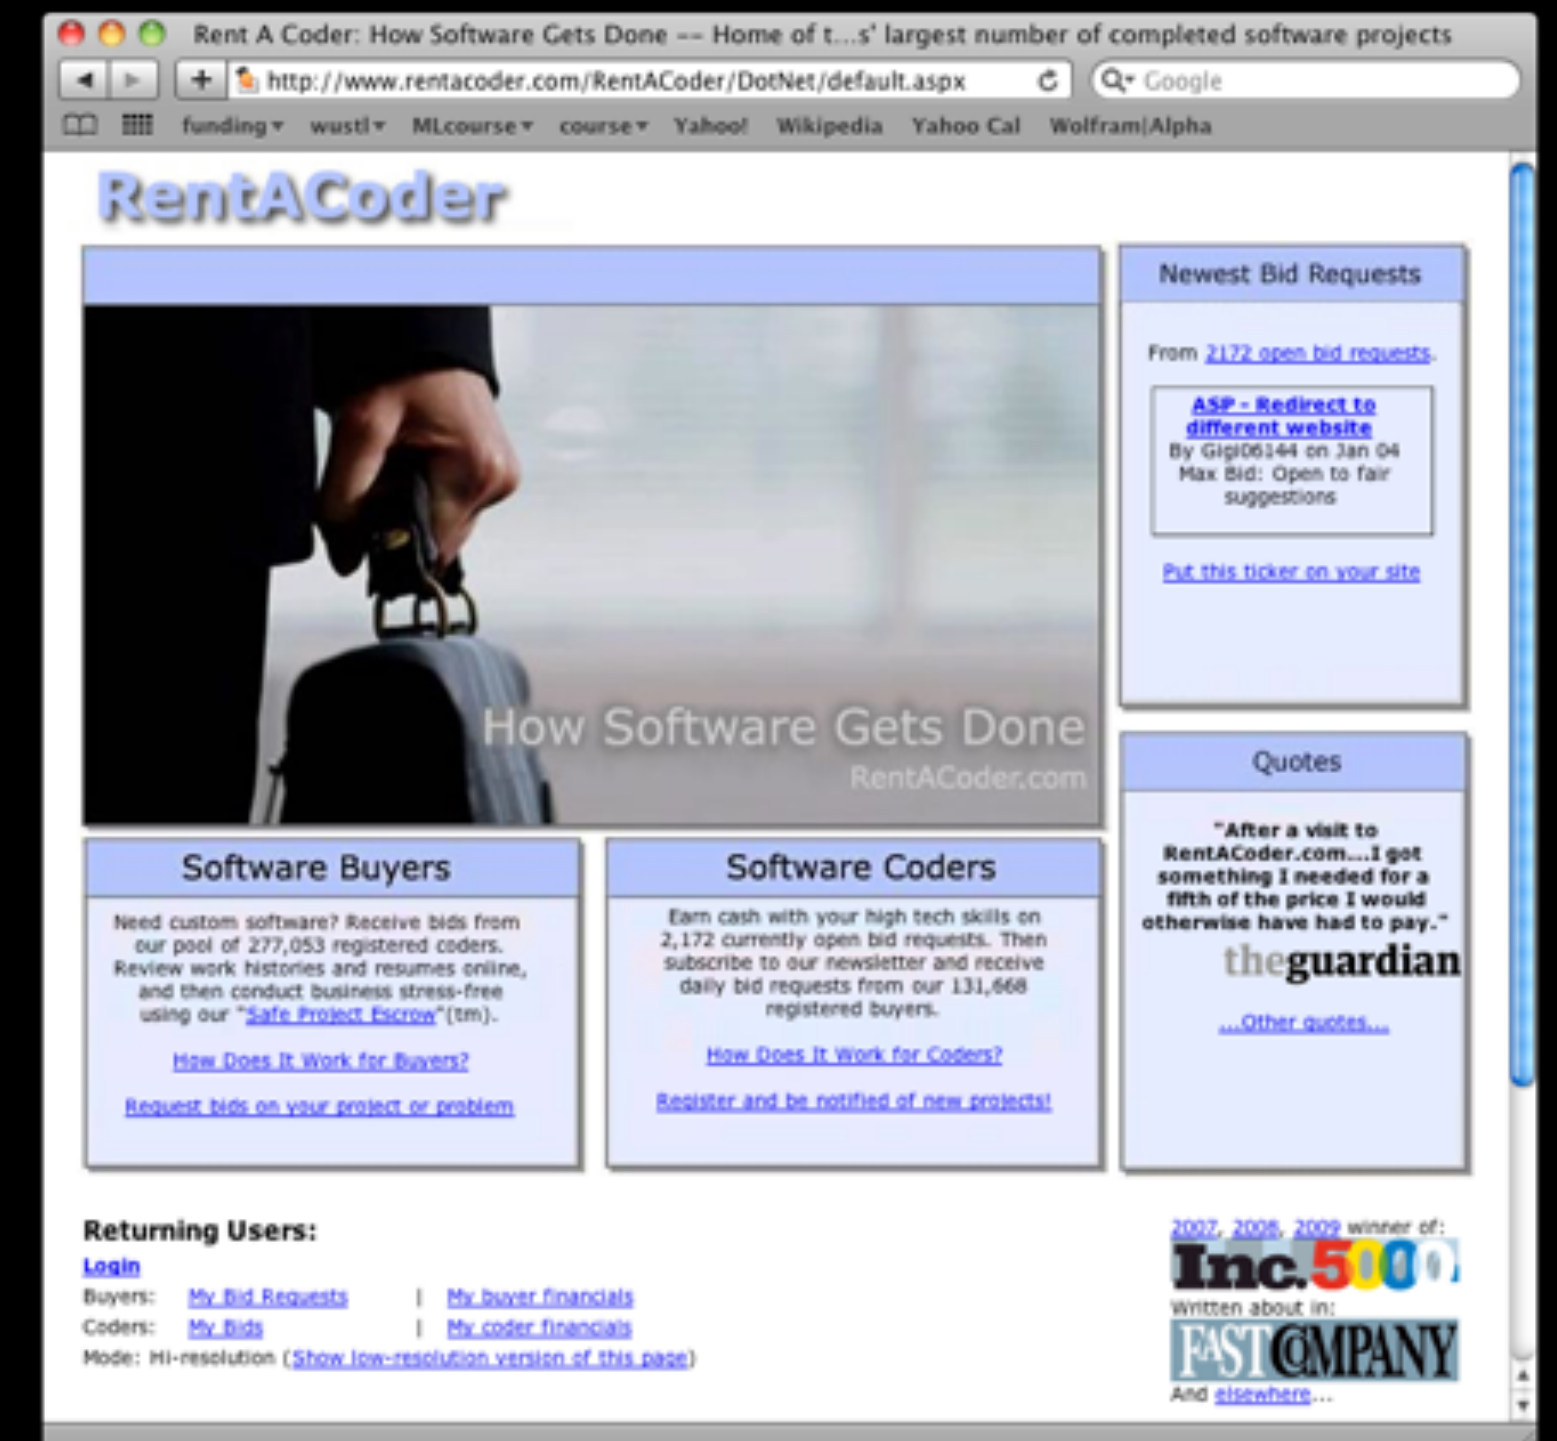 Rent A Coder: How Software Gets Done -- Home of t...s' largest number of completed software projects
http://www.rentacoder.com/RentACoder/DotNet/default.aspx
Google
funding wustl MLcourse course Yahoo! Wikipedia Yahoo Cal Wolfram|Alpha
RentACoder
How Software Gets Done
RentACoder.com
Newest Bid Requests
From 2172 open bid requests.
ASP - Redirect to
different website
By Gigi06144 on Jan 04
Max Bid: Open to fair
suggestions
Put this ticker on your site
Quotes
"After a visit to
RentACoder.com....I got
something I needed for a
fifth of the price I would
otherwise have had to pay."
theguardian
...Other quotes...
Software Buyers
Need custom software? Receive bids from
our pool of 277,053 registered coders.
Review work histories and resumes online,
and then conduct business stress-free
using our "Safe Project Escrow"(tm).
How Does It Work for Buyers?
Request bids on your project or problem
Software Coders
Earn cash with your high tech skills on
2,172 currently open bid requests. Then
subscribe to our newsletter and receive
daily bid requests from our 131,668
registered buyers.
How Does It Work for Coders?
Register and be notified of new projects!
Returning Users:
Login
Buyers: My Bid Requests | My buyer financials
Coders: My Bids | My coder financials
Mode: Hi-resolution (Show low-resolution version of this page)
2007, 2008, 2009 winner of:
Inc.5000
Written about in:
FAST COMPANY
And elsewhere...